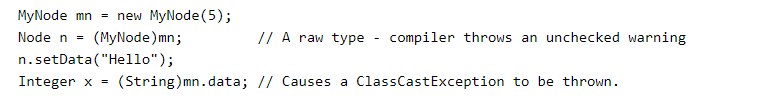 MyNode mn = new MyNode(5);
Node n = (MyNode)mn;         // A raw type - compiler throws an unchecked warning
n.setData("Hello");
Integer x = (String)mn.data; // Causes a ClassCastException to be thrown.